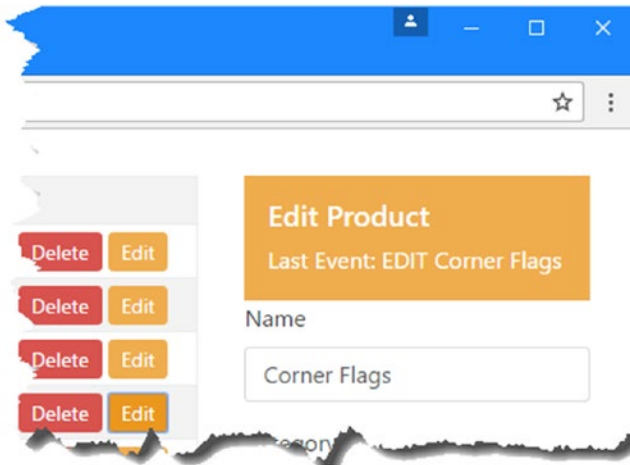 Edit Product
Last Event: EDIT Corner Flags
Name
Corner Flags
Delete Edit
Delete Edit
Delete Edit
Delete Edit